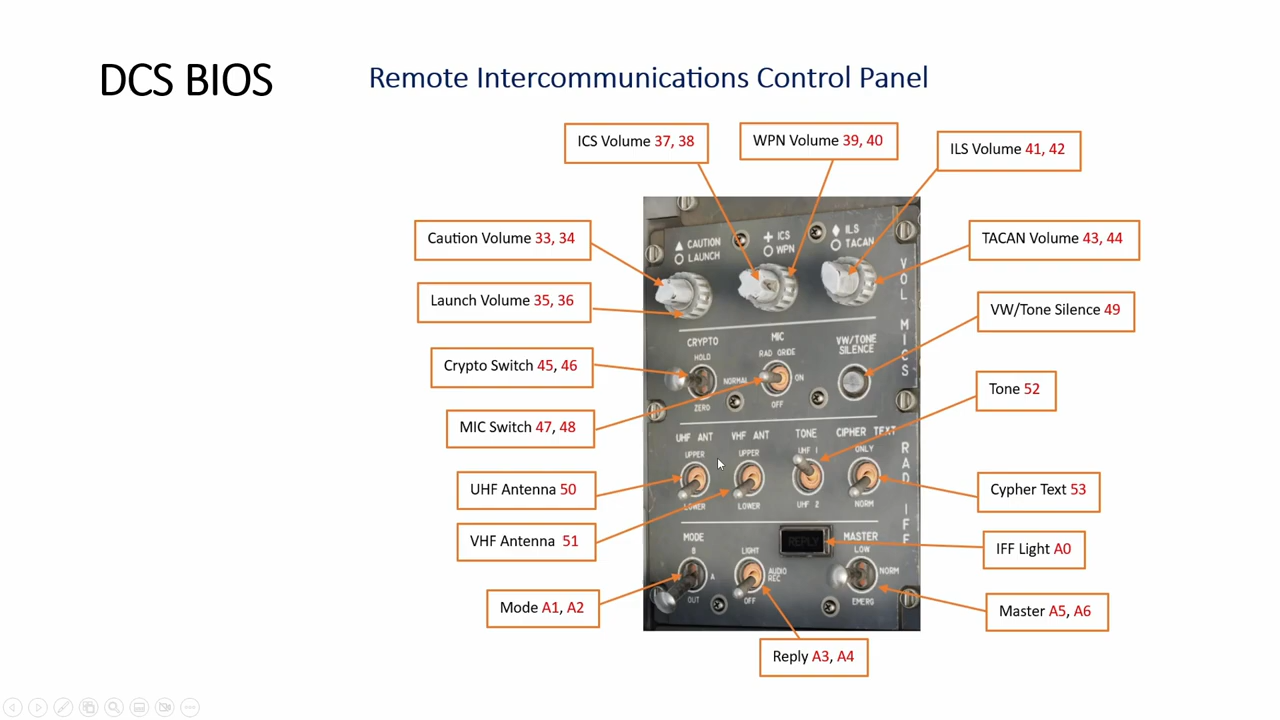 DCS BIOS
Remote Intercommunications Control Panel
ICS Volume 37, 38
WPN Volume 39, 40
ILS Volume 41, 42
Caution Volume 33, 34
TACAN Volume 43, 44
Launch Volume 35, 36
VW/Tone Silence 49
Crypto Switch 45, 46
Tone 52
MIC Switch 47, 48
UHF Antenna 50
Cypher Text 53
VHF Antenna 51
IFF Light A0
Mode A1, A2
Master A5, A6
Reply A3, A4
CAUTION
LAUNCH
ICS
WPN
ILS
TACAN
VOL
MICS
RAD
IFF
CRYPTO
HOLD
NORMAL
ZERO
MIC
RAD ORIDE
ON
OFF
VW/TONE
SILENCE
UHF ANT
UPPER
LOWER
VHF ANT
UPPER
LOWER
TONE
UHF 1
UHF 2
CIPHER TEXT
ONLY
NORM
MODE
B
A
OUT
LIGHT
AUDIO
REC
OFF
REPLY
MASTER
LOW
NORM
EMERG